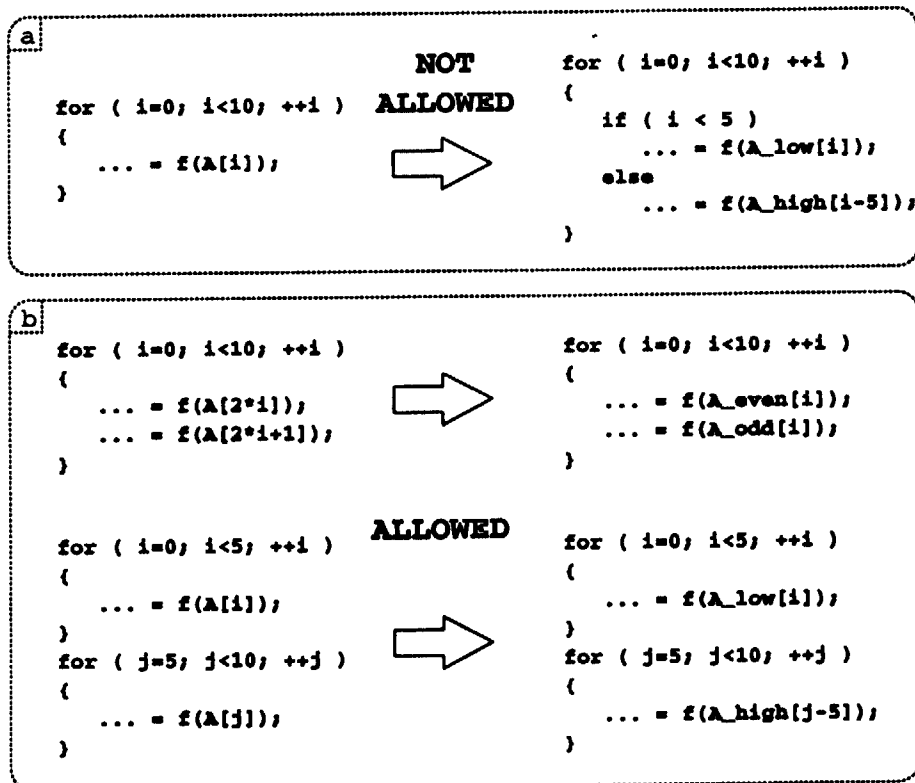 a
for ( i=0; i<10; ++i )
{
... = f(A[i]);
}
NOT
ALLOWED
for ( i=0; i<10; ++i )
{
if ( i < 5 )
... = f(A_low[i]);
else
... = f(A_high[i-5]);
}
b
for ( i=0; i<10; ++i )
{
... = f(A[2*i]);
... = f(A[2*i+1]);
}
for ( i=0; i<10; ++i )
{
... = f(A_even[i]);
... = f(A_odd[i]);
}
ALLOWED
for ( i=0; i<5; ++i )
{
... = f(A[i]);
}
for ( j=5; j<10; ++j )
{
... = f(A[j]);
}
for ( i=0; i<5; ++i )
{
... = f(A_low[i]);
}
for ( j=5; j<10; ++j )
{
... = f(A_high[j-5]);
}